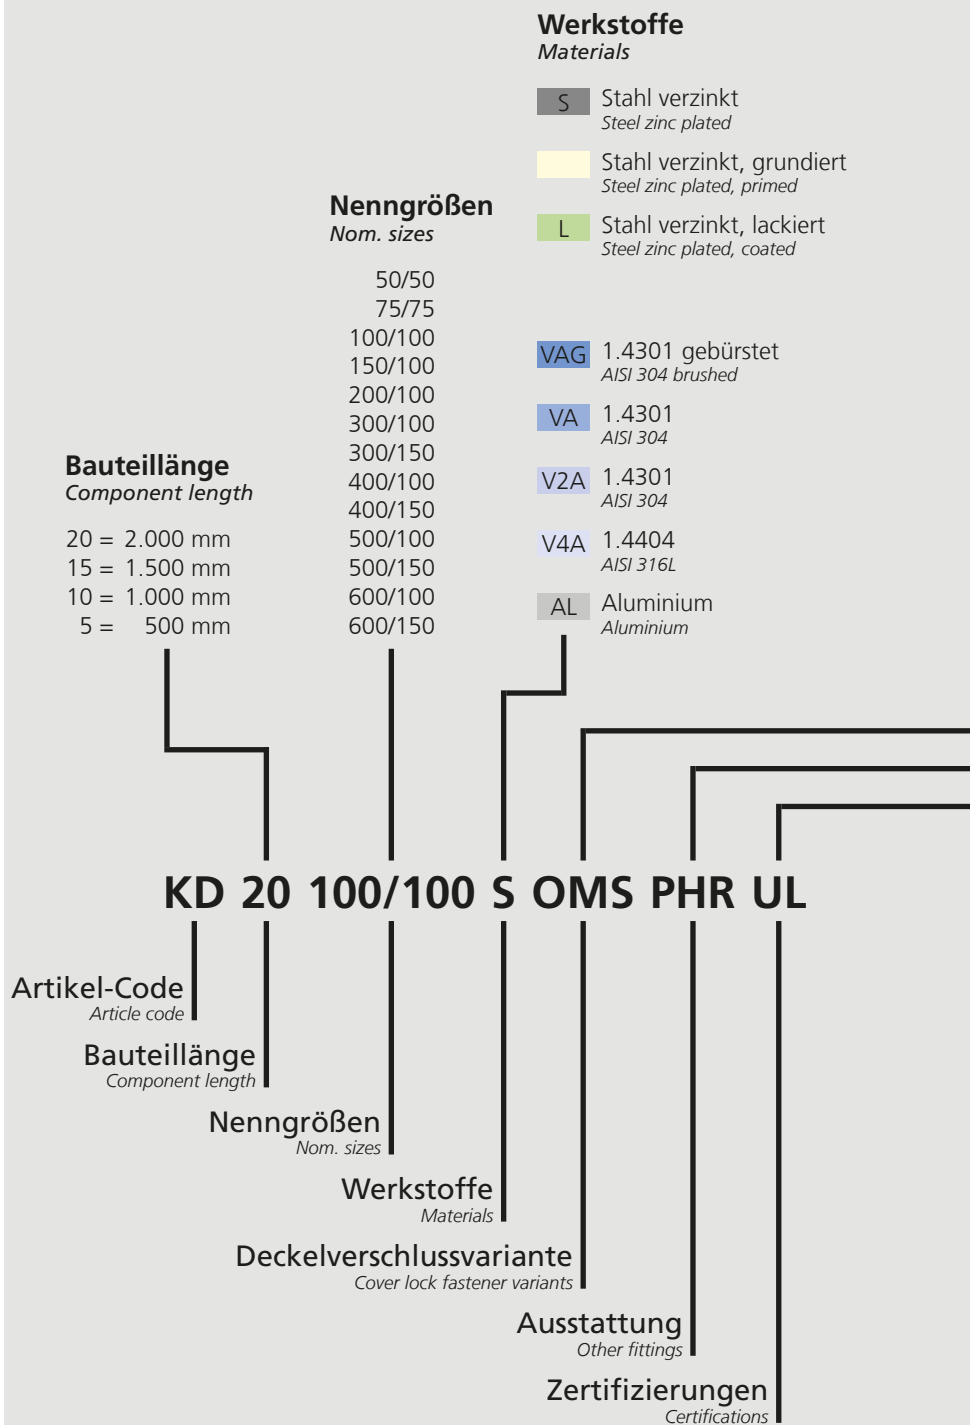 Werkstoffe
Materials
S Stahl verzinkt
Steel zinc plated
Stahl verzinkt, grundiert
Steel zinc plated, primed
L Stahl verzinkt, lackiert
Steel zinc plated, coated
VAG 1.4301 gebürstet
AISI 304 brushed
VA 1.4301
AISI 304
V2A 1.4301
AISI 304
V4A 1.4404
AISI 316L
AL Aluminium
Aluminium
Nenngrößen
Nom. sizes
50/50
75/75
100/100
150/100
200/100
300/100
300/150
400/100
400/150
500/100
500/150
600/100
600/150
Bauteillänge
Component length
20 = 2.000 mm
15 = 1.500 mm
10 = 1.000 mm
5 = 500 mm
KD 20 100/100 S OMS PHR UL
Artikel-Code
Article code
Bauteillänge
Component length
Nenngrößen
Nom. sizes
Werkstoffe
Materials
Deckelverschlussvariante
Cover lock fastener variants
Ausstattung
Other fittings
Zertifizierungen
Certifications